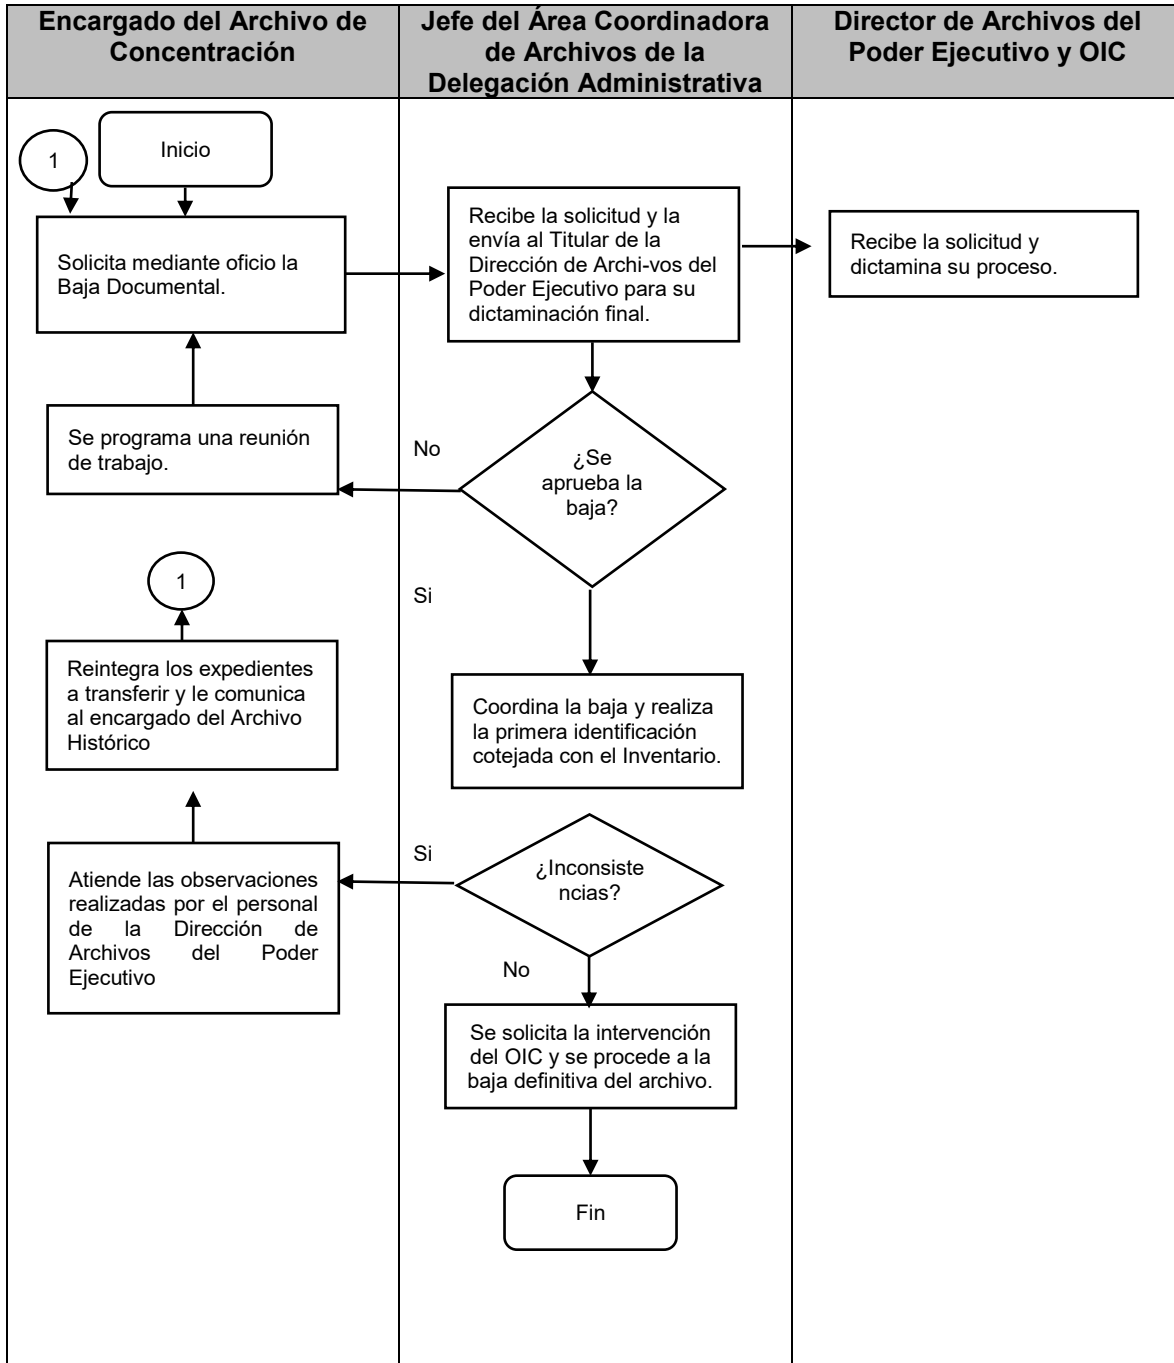 Encargado del Archivo de
Concentración
Jefe del Área Coordinadora
de Archivos de la
Delegación Administrativa
Director de Archivos del
Poder Ejecutivo y OIC
1
Inicio
Solicita mediante oficio la
Baja Documental.
Recibe la solicitud y la
envía al Titular de la
Dirección de Archi-vos del
Poder Ejecutivo para su
dictaminación final.
Recibe la solicitud y
dictamina su proceso.
Se programa una reunión
de trabajo.
No
¿Se
aprueba la
baja?
Si
1
Reintegra los expedientes
a transferir y le comunica
al encargado del Archivo
Histórico
Coordina la baja y realiza
la primera identificación
cotejada con el Inventario.
Si
¿Inconsiste
ncias?
Atiende las observaciones
realizadas por el personal
de la Dirección de
Archivos del Poder
Ejecutivo
No
Se solicita la intervención
del OIC y se procede a la
baja definitiva del archivo.
Fin